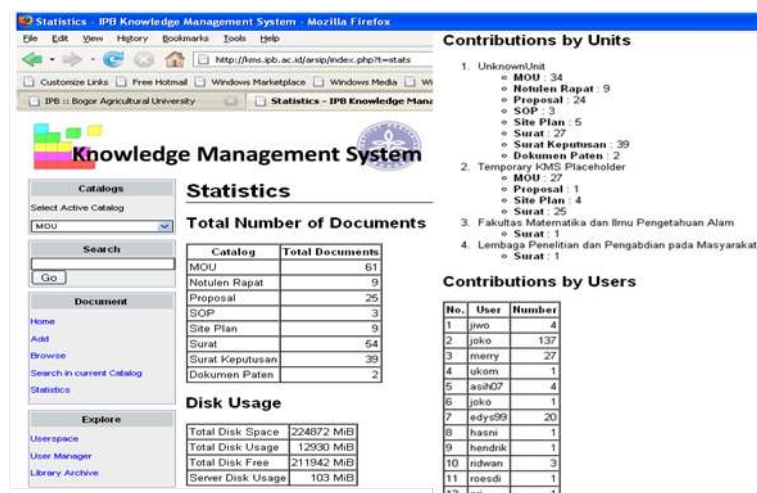 Statistics - IPB Knowledge Management System - Mozilla Firefox
File Edit View History Bookmarks Tools Help
http://kms.ipb.ac.id/arsip/index.php?t=stats
Customize Links Free Hotmail Windows Marketplace Windows Media Wi
IPB :: Bogor Agricultural University Statistics - IPB Knowledge Mana
Knowledge Management System
Catalogs
Select Active Catalog
MOU
Search
Go
Document
Home
Add
Browse
Search in current Catalog
Statistics
Explore
Userspace
User Manager
Library Archive
Statistics
Total Number of Documents
Catalog Total Documents
MOU 61
Notulen Rapat 9
Proposal 25
SOP 3
Site Plan 9
Surat 54
Surat Keputusan 39
Dokumen Paten 2
Disk Usage
Total Disk Space 224872 MiB
Total Disk Usage 12930 MiB
Total Disk Free 211942 MiB
Server Disk Usage 103 MiB
Contributions by Units
1. UnknownUnit
MOU : 34
Notulen Rapat : 9
Proposal : 24
SOP : 3
Site Plan : 5
Surat : 27
Surat Keputusan : 39
Dokumen Paten : 2
2. Temporary KMS Placeholder
MOU : 27
Proposal : 1
Site Plan : 4
Surat : 25
3. Fakultas Matematika dan Ilmu Pengetahuan Alam
Surat : 1
4. Lembaga Penelitian dan Pengabdian pada Masyarakat
Surat : 1
Contributions by Users
No. User Number
1 jiwo 4
2 joko 137
3 merry 27
4 ukom 1
5 asih07 4
6 joko 1
7 edys99 20
8 hasni 1
9 hendrik 1
10 ridwan 3
11 roesdi 1